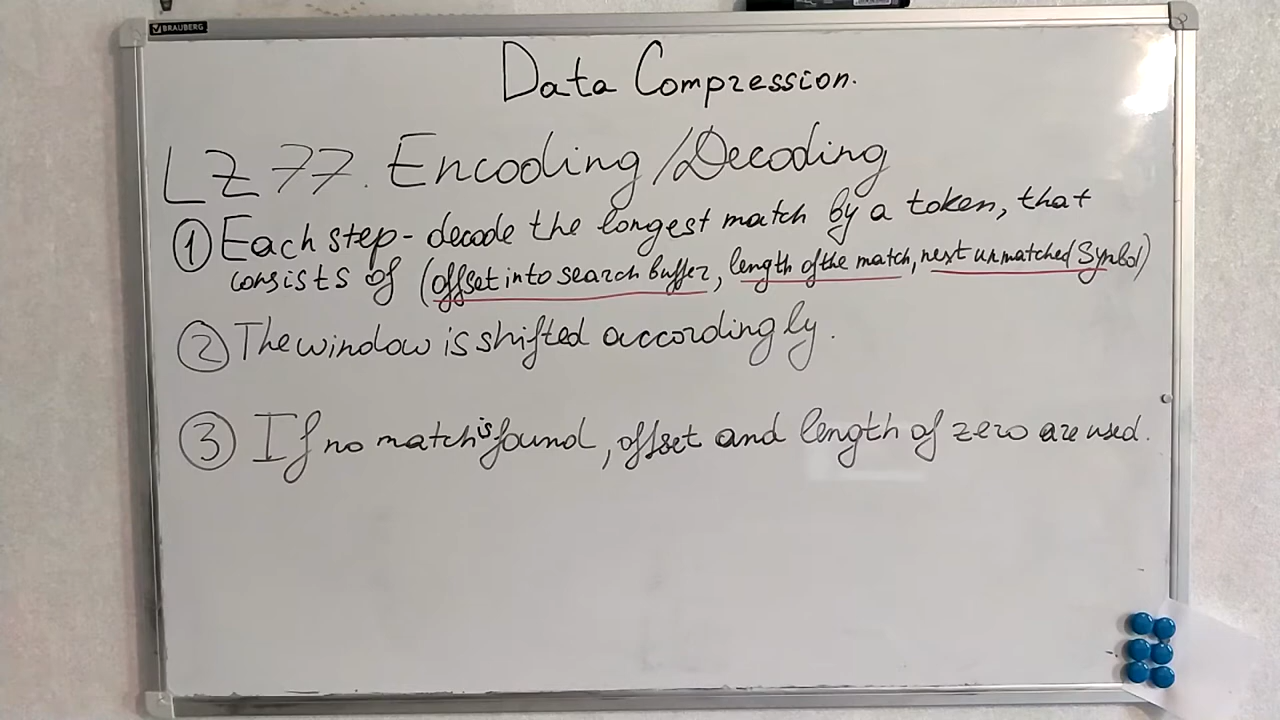 BRAUBERG
Data Compression.
LZ77. Encoding/Decoding
① Each step - decode the longest match by a token, that
consists of (offset into search buffer, length of the match, next unmatched Symbol)
② The window is shifted accordingly.
③ If no match is found, offset and length of zero are used.